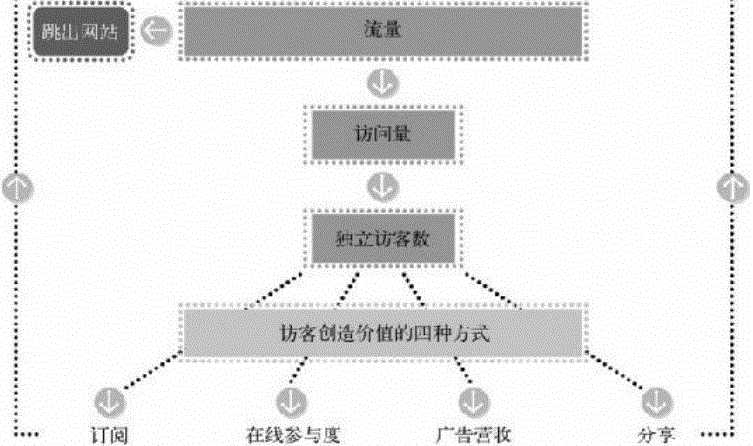 跳出网站
流量
访问量
独立访客数
访客创造价值的四种方式
订阅
在线参与度
广告营收
分享